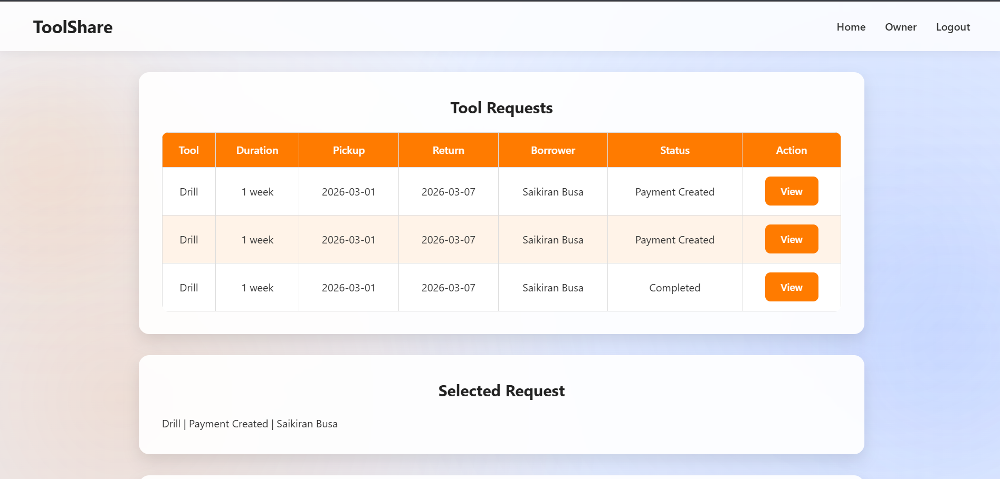 ToolShare Home Owner Logout
Tool Requests
Tool Duration Pickup Return Borrower Status Action
Drill 1 week 2026-03-01 2026-03-07 Saikiran Busa Payment Created View
Drill 1 week 2026-03-01 2026-03-07 Saikiran Busa Payment Created View
Drill 1 week 2026-03-01 2026-03-07 Saikiran Busa Completed View
Selected Request
Drill | Payment Created | Saikiran Busa